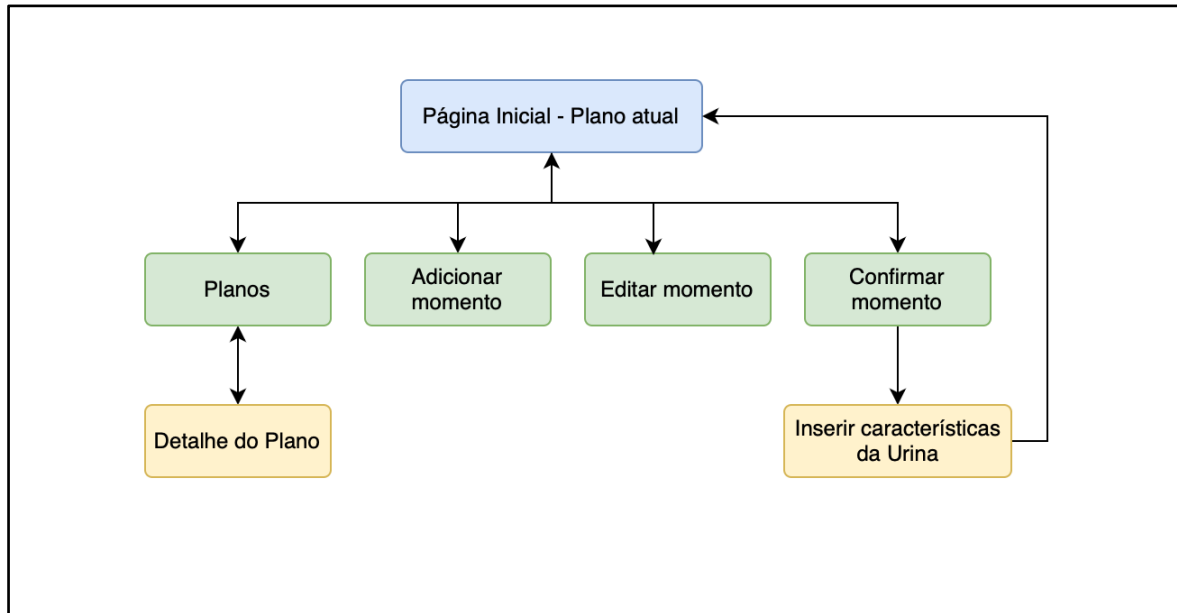 Página Inicial - Plano atual
Planos
Adicionar
momento
Editar momento
Confirmar
momento
Detalhe do Plano
Inserir características
da Urina